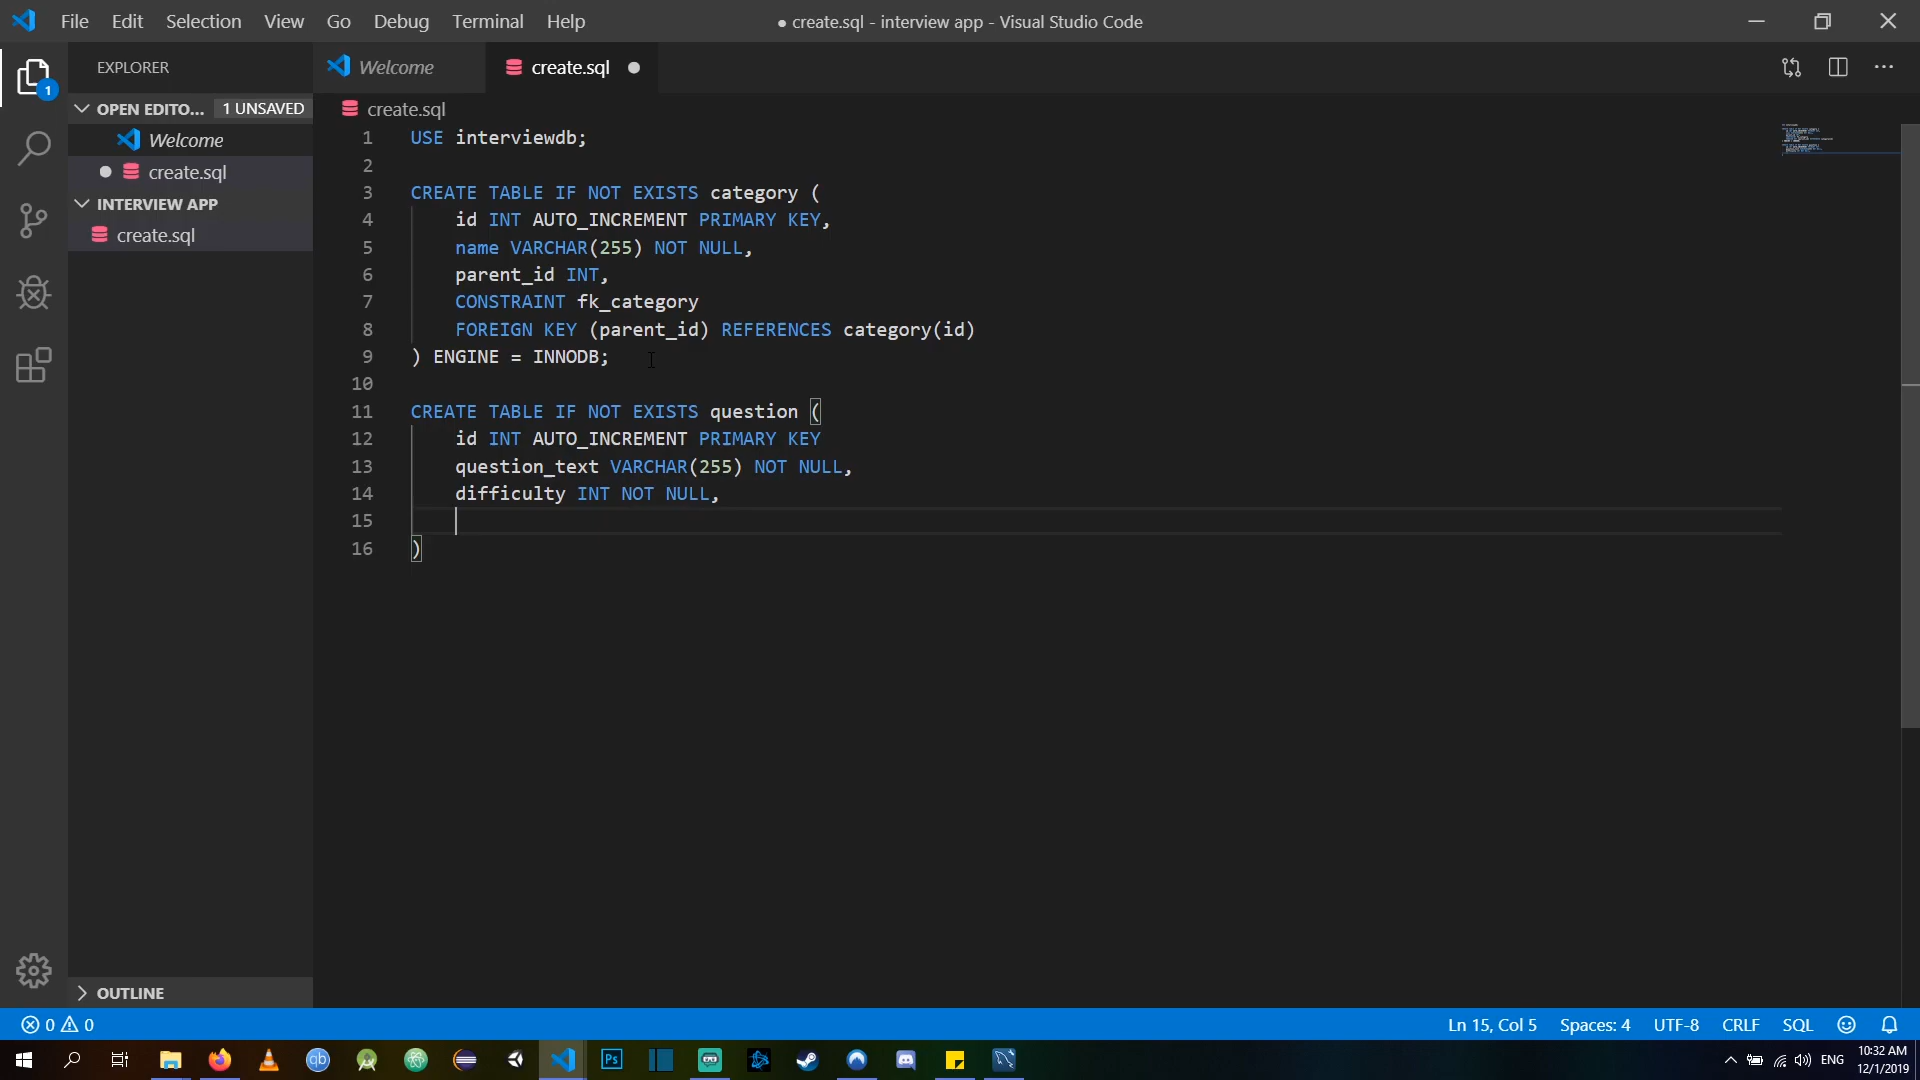 File Edit Selection View Go Debug Terminal Help ● create.sql - interview app - Visual Studio Code
EXPLORER
Welcome
create.sql
OPEN EDITO... 1 UNSAVED
Welcome
create.sql
INTERVIEW APP
create.sql
OUTLINE
1
create.sql
1 USE interviewdb;
2
3 CREATE TABLE IF NOT EXISTS category (
4 id INT AUTO_INCREMENT PRIMARY KEY,
5 name VARCHAR(255) NOT NULL,
6 parent_id INT,
7 CONSTRAINT fk_category
8 FOREIGN KEY (parent_id) REFERENCES category(id)
9 ) ENGINE = INNODB;
10
11 CREATE TABLE IF NOT EXISTS question (
12 id INT AUTO_INCREMENT PRIMARY KEY
13 question_text VARCHAR(255) NOT NULL,
14 difficulty INT NOT NULL,
15
16 )
0 0 Ln 15, Col 5 Spaces: 4 UTF-8 CRLF SQL
qb Ps ENG 10:32 AM
12/1/2019